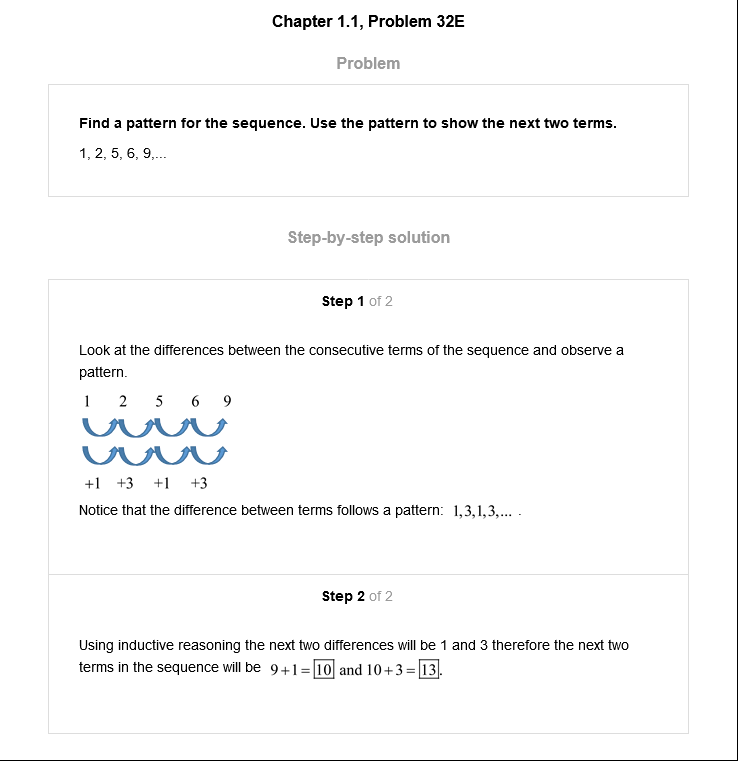 Chapter 1.1, Problem 32E
Problem
Find a pattern for the sequence. Use the pattern to show the next two terms.
1, 2, 5, 6, 9,...
Step-by-step solution
Step 1 of 2
Look at the differences between the consecutive terms of the sequence and observe a
pattern.
1 2 5 6 9
+1 +3 +1 +3
Notice that the difference between terms follows a pattern: 1,3,1,3,... .
Step 2 of 2
Using inductive reasoning the next two differences will be 1 and 3 therefore the next two
terms in the sequence will be 9+1=10 and 10+3=13.